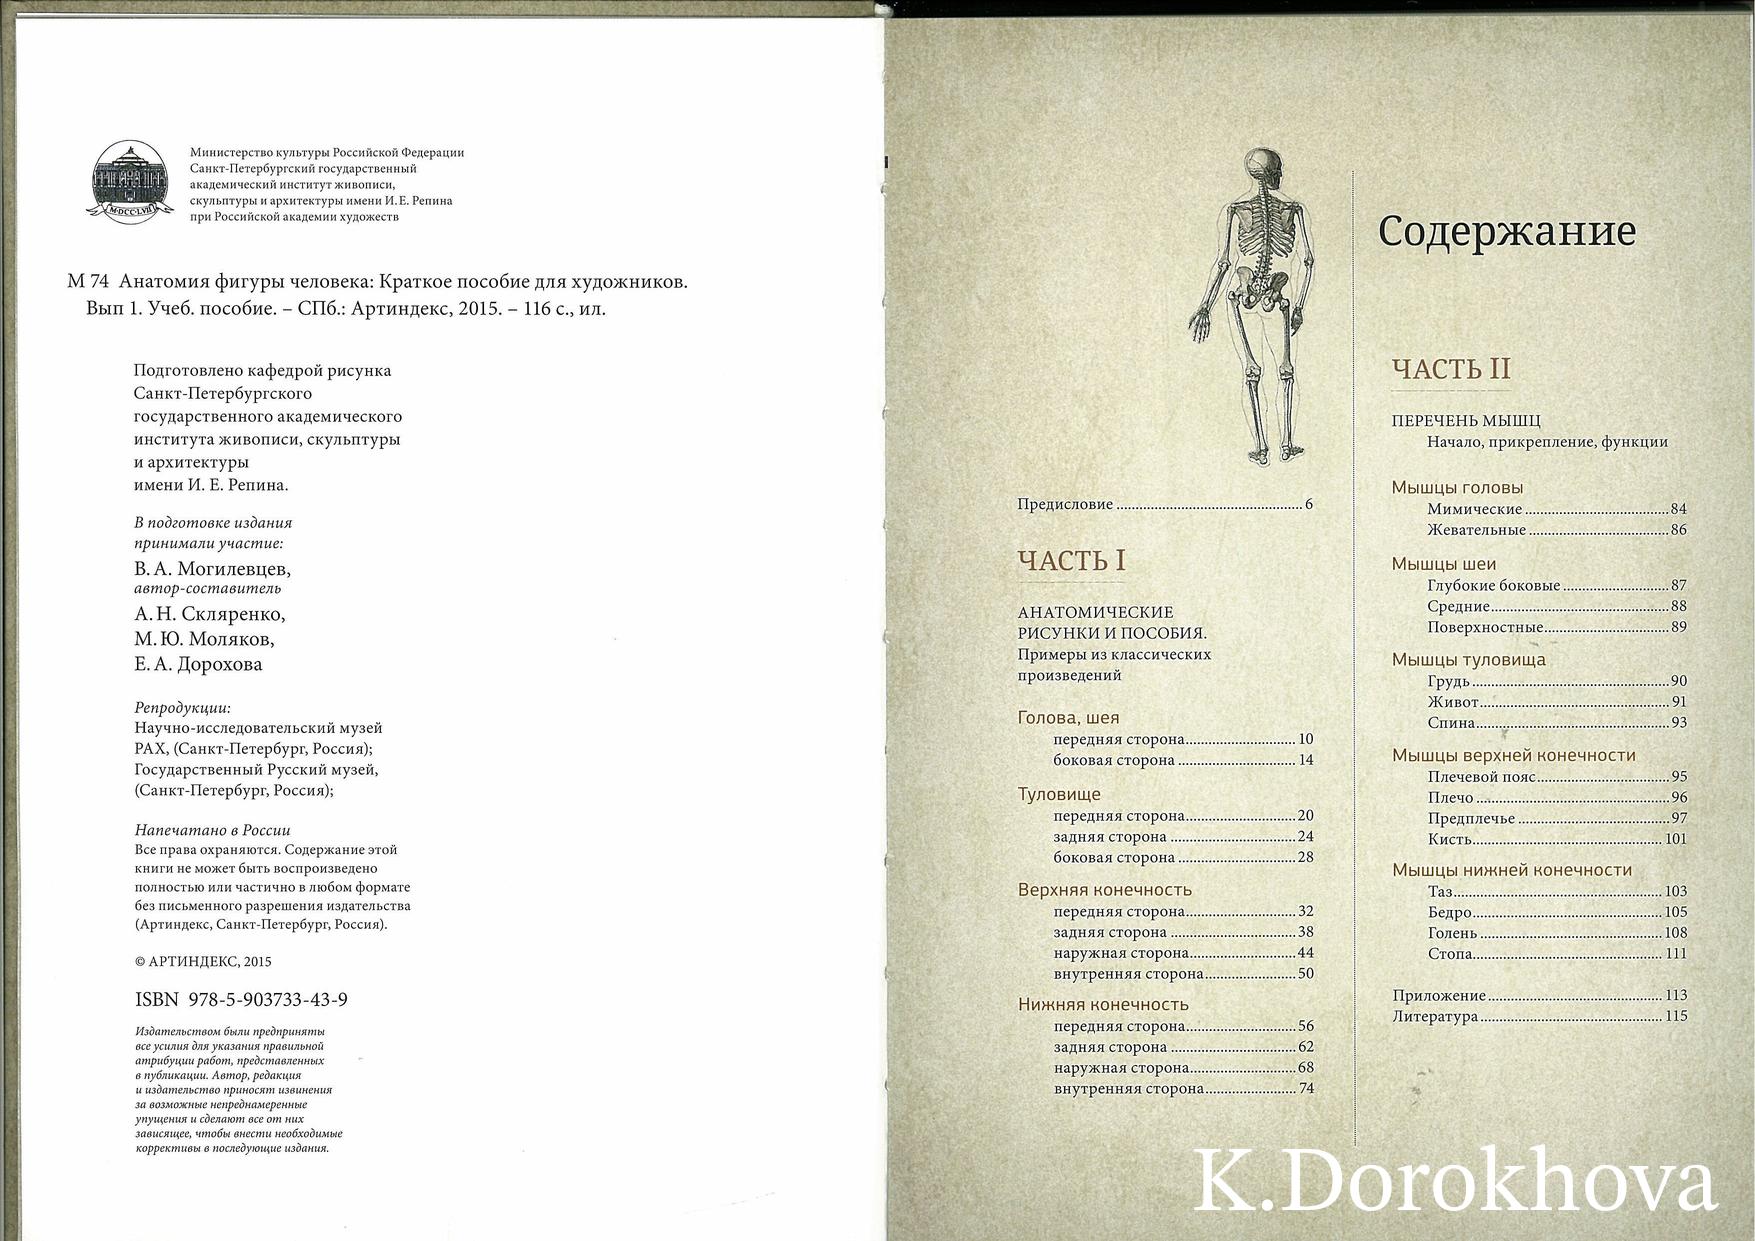 Министерство культуры Российской Федерации
Санкт-Петербургский государственный
академический институт живописи,
скульптуры и архитектуры имени И. Е. Репина
при Российской академии художеств
M·DCC·LVII
М 74 Анатомия фигуры человека: Краткое пособие для художников.
Вып 1. Учеб. пособие. – СПб.: Артиндекс, 2015. – 116 с., ил.
Подготовлено кафедрой рисунка
Санкт-Петербургского
государственного академического
института живописи, скульптуры
и архитектуры
имени И. Е. Репина.
В подготовке издания
принимали участие:
В. А. Могилевцев,
автор-составитель
А. Н. Скляренко,
М. Ю. Моляков,
Е. А. Дорохова
Репродукции:
Научно-исследовательский музей
РАХ, (Санкт-Петербург, Россия);
Государственный Русский музей,
(Санкт-Петербург, Россия);
Напечатано в России
Все права охраняются. Содержание этой
книги не может быть воспроизведено
полностью или частично в любом формате
без письменного разрешения издательства
(Артиндекс, Санкт-Петербург, Россия).
© АРТИНДЕКС, 2015
ISBN 978-5-903733-43-9
Издательством были предприняты
все усилия для указания правильной
атрибуции работ, представленных
в публикации. Автор, редакция
и издательство приносят извинения
за возможные непреднамеренные
упущения и сделают все от них
зависящее, чтобы внести необходимые
коррективы в последующие издания.
Содержание
Предисловие ............ 6
ЧАСТЬ I
АНАТОМИЧЕСКИЕ
РИСУНКИ И ПОСОБИЯ.
Примеры из классических
произведений
Голова, шея
передняя сторона............ 10
боковая сторона ............ 14
Туловище
передняя сторона............ 20
задняя сторона ............ 24
боковая сторона ............ 28
Верхняя конечность
передняя сторона............ 32
задняя сторона ............ 38
наружная сторона............ 44
внутренняя сторона............ 50
Нижняя конечность
передняя сторона............ 56
задняя сторона ............ 62
наружная сторона............ 68
внутренняя сторона............ 74
ЧАСТЬ II
ПЕРЕЧЕНЬ МЫШЦ
Начало, прикрепление, функции
Мышцы головы
Мимические ............ 84
Жевательные ............ 86
Мышцы шеи
Глубокие боковые ............ 87
Средние............ 88
Поверхностные............ 89
Мышцы туловища
Грудь ............ 90
Живот............ 91
Спина............ 93
Мышцы верхней конечности
Плечевой пояс............ 95
Плечо ............ 96
Предплечье ............ 97
Кисть............ 101
Мышцы нижней конечности
Таз............ 103
Бедро............ 105
Голень ............ 108
Стопа............ 111
Приложение............ 113
Литература............ 115
K.Dorokhova